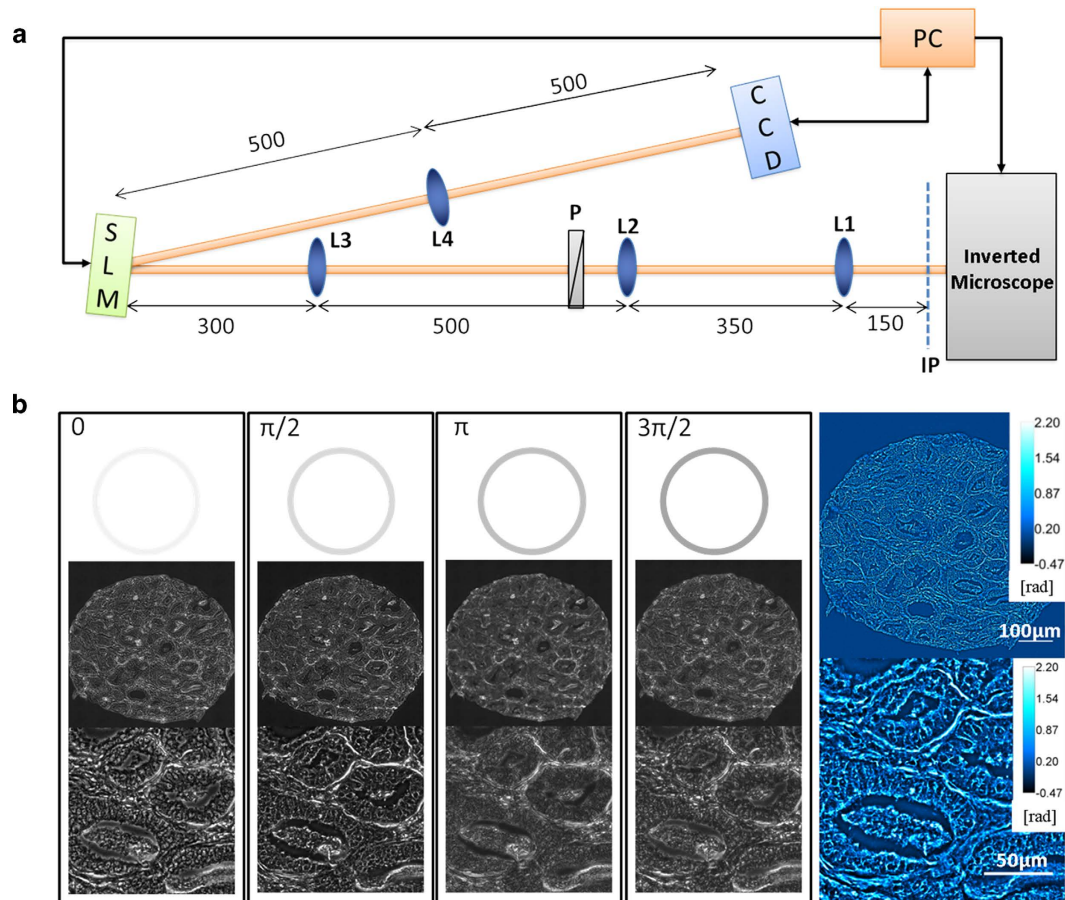 a
PC
500
500
C
C
D
S
L
M
L3
L4
P
L2
L1
Inverted
Microscope
300
500
350
150
IP
b
0
π/2
π
3π/2
2.20
1.54
0.87
0.20
-0.47
[rad]
100μm
2.20
1.54
0.87
0.20
-0.47
[rad]
50μm